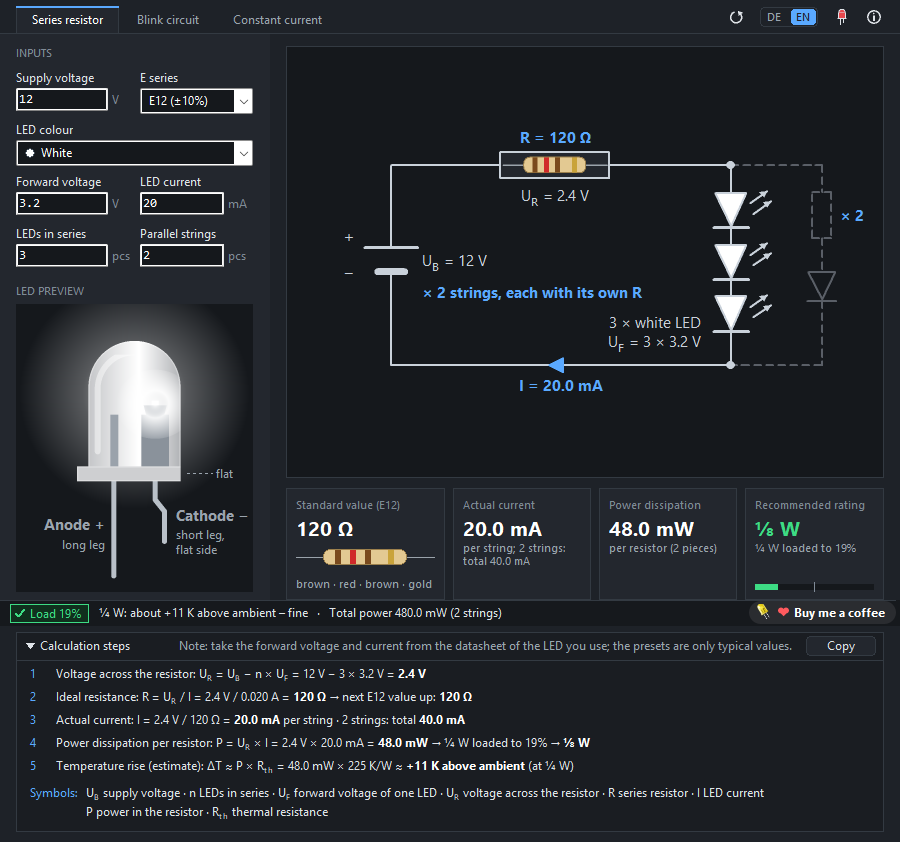 Series resistor
Blink circuit
Constant current
DE
EN
INPUTS
Supply voltage
E series
12
V
E12 (±10%)
LED colour
White
Forward voltage
LED current
3.2
V
20
mA
LEDs in series
Parallel strings
3
pcs
2
pcs
LED PREVIEW
flat
Anode +
long leg
Cathode −
short leg,
flat side
R = 120 Ω
UR = 2.4 V
+
−
UB = 12 V
× 2 strings, each with its own R
× 2
3 × white LED
UF = 3 × 3.2 V
I = 20.0 mA
Standard value (E12)
120 Ω
brown · red · brown · gold
Actual current
20.0 mA
per string; 2 strings:
total 40.0 mA
Power dissipation
48.0 mW
per resistor (2 pieces)
Recommended rating
⅛ W
¼ W loaded to 19%
✓ Load 19%
¼ W: about +11 K above ambient – fine · Total power 480.0 mW (2 strings)
Buy me a coffee
Calculation steps
Note: take the forward voltage and current from the datasheet of the LED you use; the presets are only typical values.
Copy
1 Voltage across the resistor: UR = UB − n × UF = 12 V − 3 × 3.2 V = 2.4 V
2 Ideal resistance: R = UR / I = 2.4 V / 0.020 A = 120 Ω → next E12 value up: 120 Ω
3 Actual current: I = 2.4 V / 120 Ω = 20.0 mA per string · 2 strings: total 40.0 mA
4 Power dissipation per resistor: P = UR × I = 2.4 V × 20.0 mA = 48.0 mW → ¼ W loaded to 19% → ⅛ W
5 Temperature rise (estimate): ΔT ≈ P × Rth = 48.0 mW × 225 K/W ≈ +11 K above ambient (at ¼ W)
Symbols: UB supply voltage · n LEDs in series · UF forward voltage of one LED · UR voltage across the resistor · R series resistor · I LED current
P power in the resistor · Rth thermal resistance